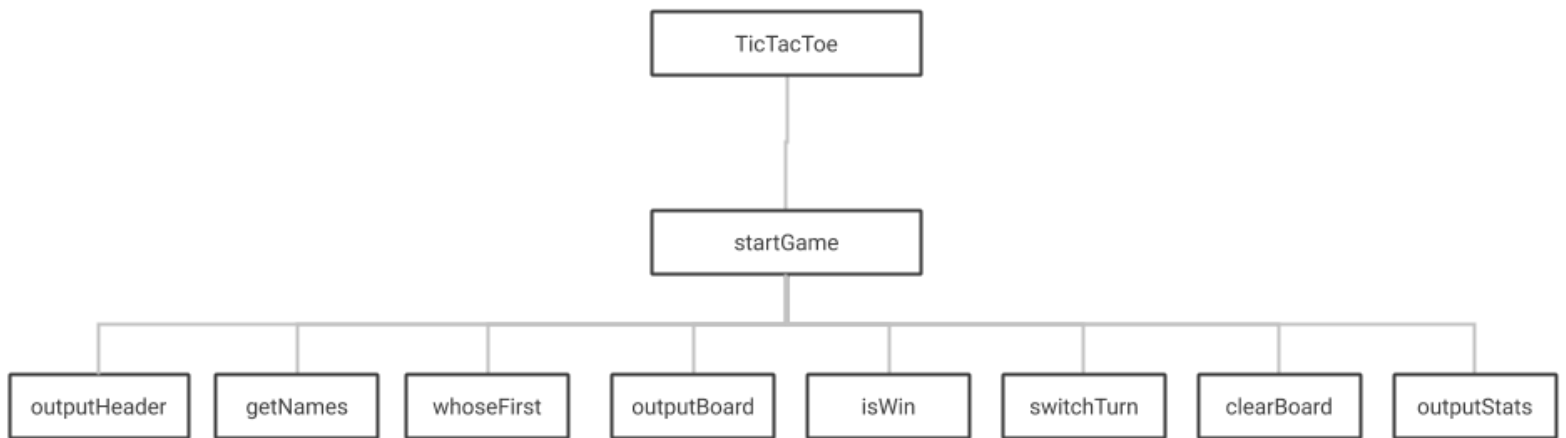 TicTacToe
startGame
outputHeader
getNames
whoseFirst
outputBoard
isWin
switchTurn
clearBoard
outputStats